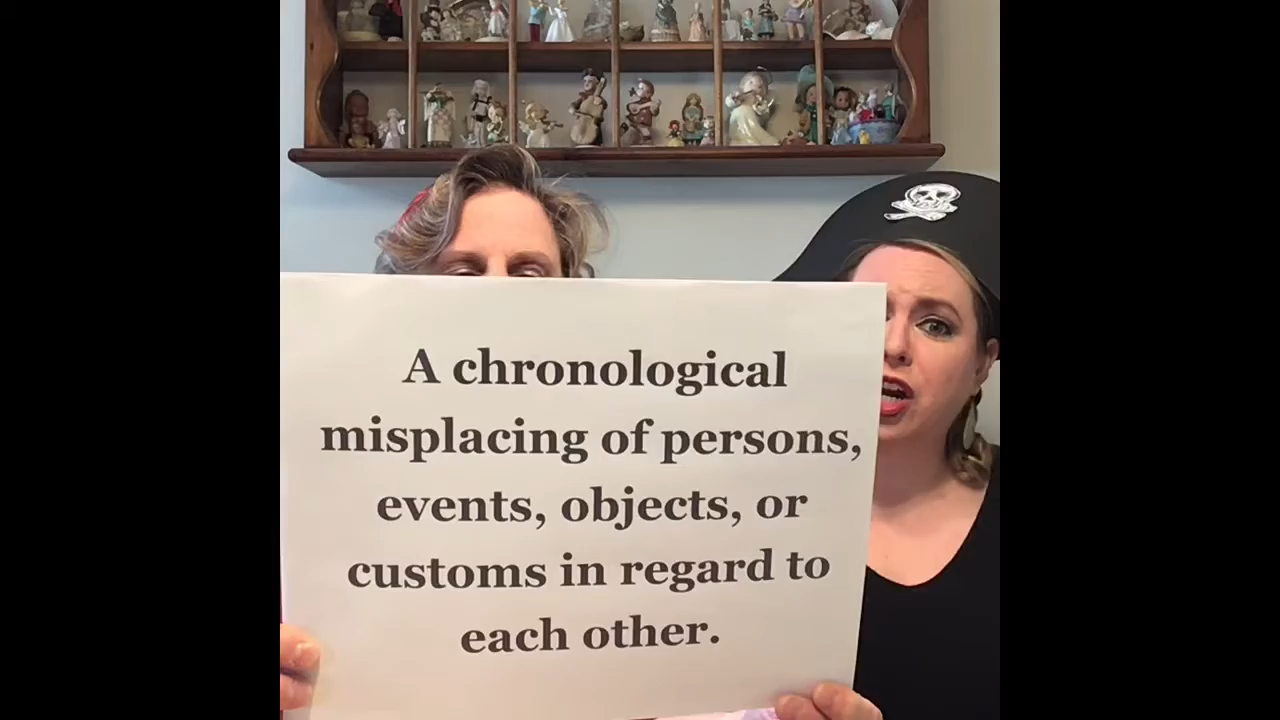 A chronological
misplacing of persons,
events, objects, or
customs in regard to
each other.